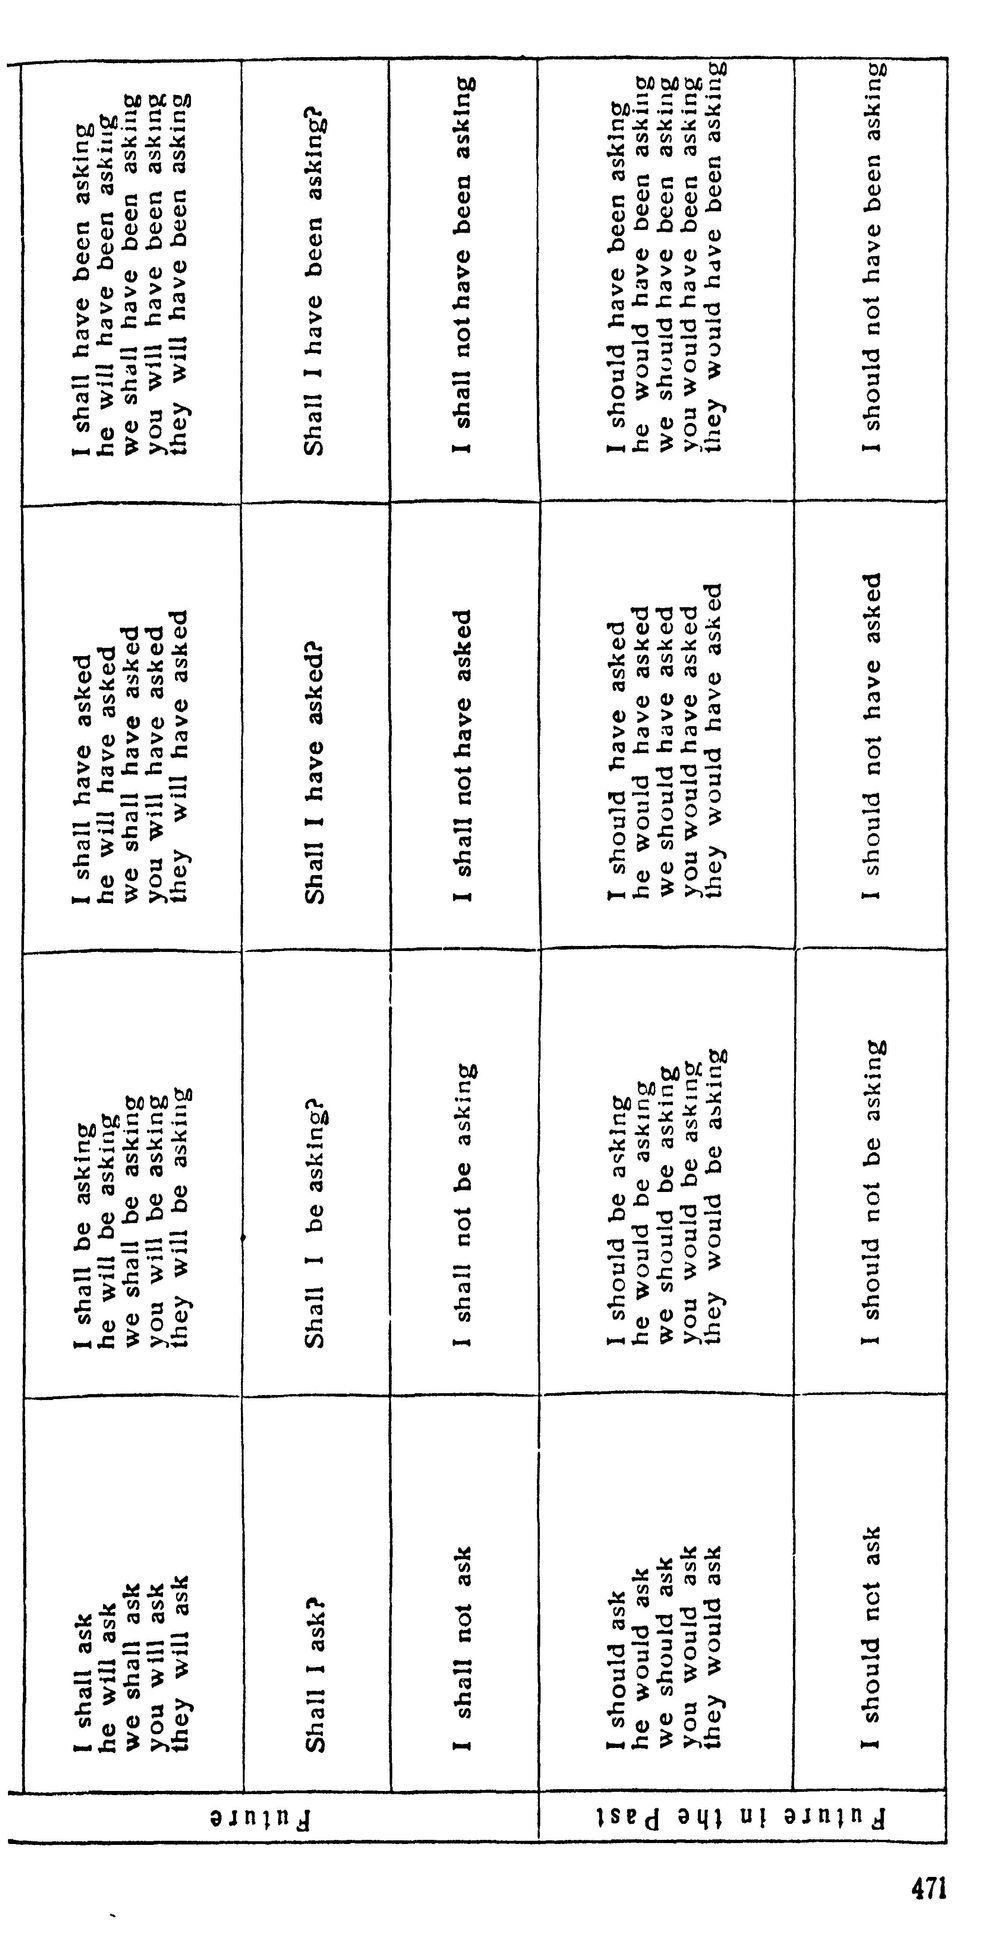 Future
I shall ask
he will ask
we shall ask
you will ask
they will ask
I shall be asking
he will be asking
we shall be asking
you will be asking
they will be asking
I shall have asked
he will have asked
we shall have asked
you will have asked
they will have asked
I shall have been asking
he will have been asking
we shall have been asking
you will have been asking
they will have been asking
Shall I ask?
Shall I be asking?
Shall I have asked?
Shall I have been asking?
I shall not ask
I shall not be asking
I shall not have asked
I shall not have been asking
Future in the Past
I should ask
he would ask
we should ask
you would ask
they would ask
I should be asking
he would be asking
we should be asking
you would be asking
they would be asking
I should have asked
he would have asked
we should have asked
you would have asked
they would have asked
I should have been asking
he would have been asking
we should have been asking
you would have been asking
they would have been asking
I should not ask
I should not be asking
I should not have asked
I should not have been asking
471